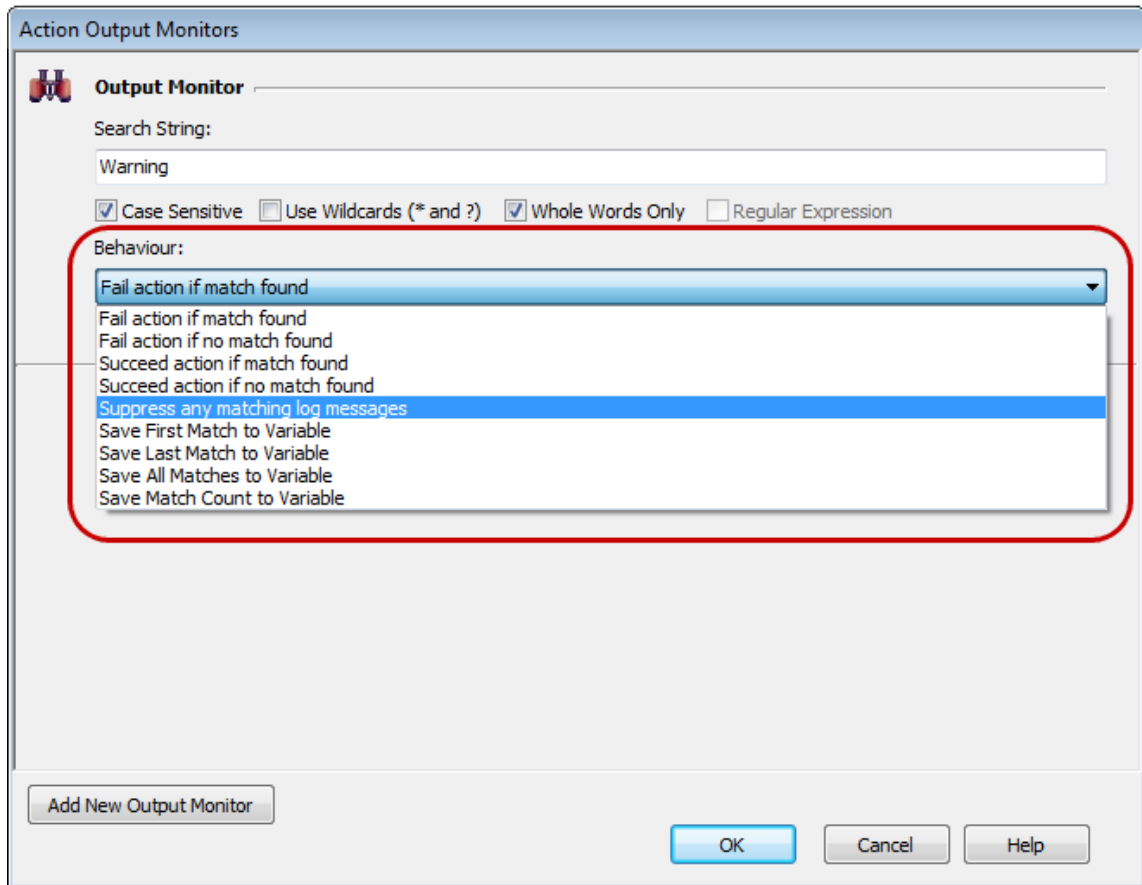 Action Output Monitors
Output Monitor
Search String:
Warning
Case Sensitive Use Wildcards (* and ?) Whole Words Only Regular Expression
Behaviour:
Fail action if match found
Fail action if match found
Fail action if no match found
Succeed action if match found
Succeed action if no match found
Suppress any matching log messages
Save First Match to Variable
Save Last Match to Variable
Save All Matches to Variable
Save Match Count to Variable
Add New Output Monitor
OK Cancel Help